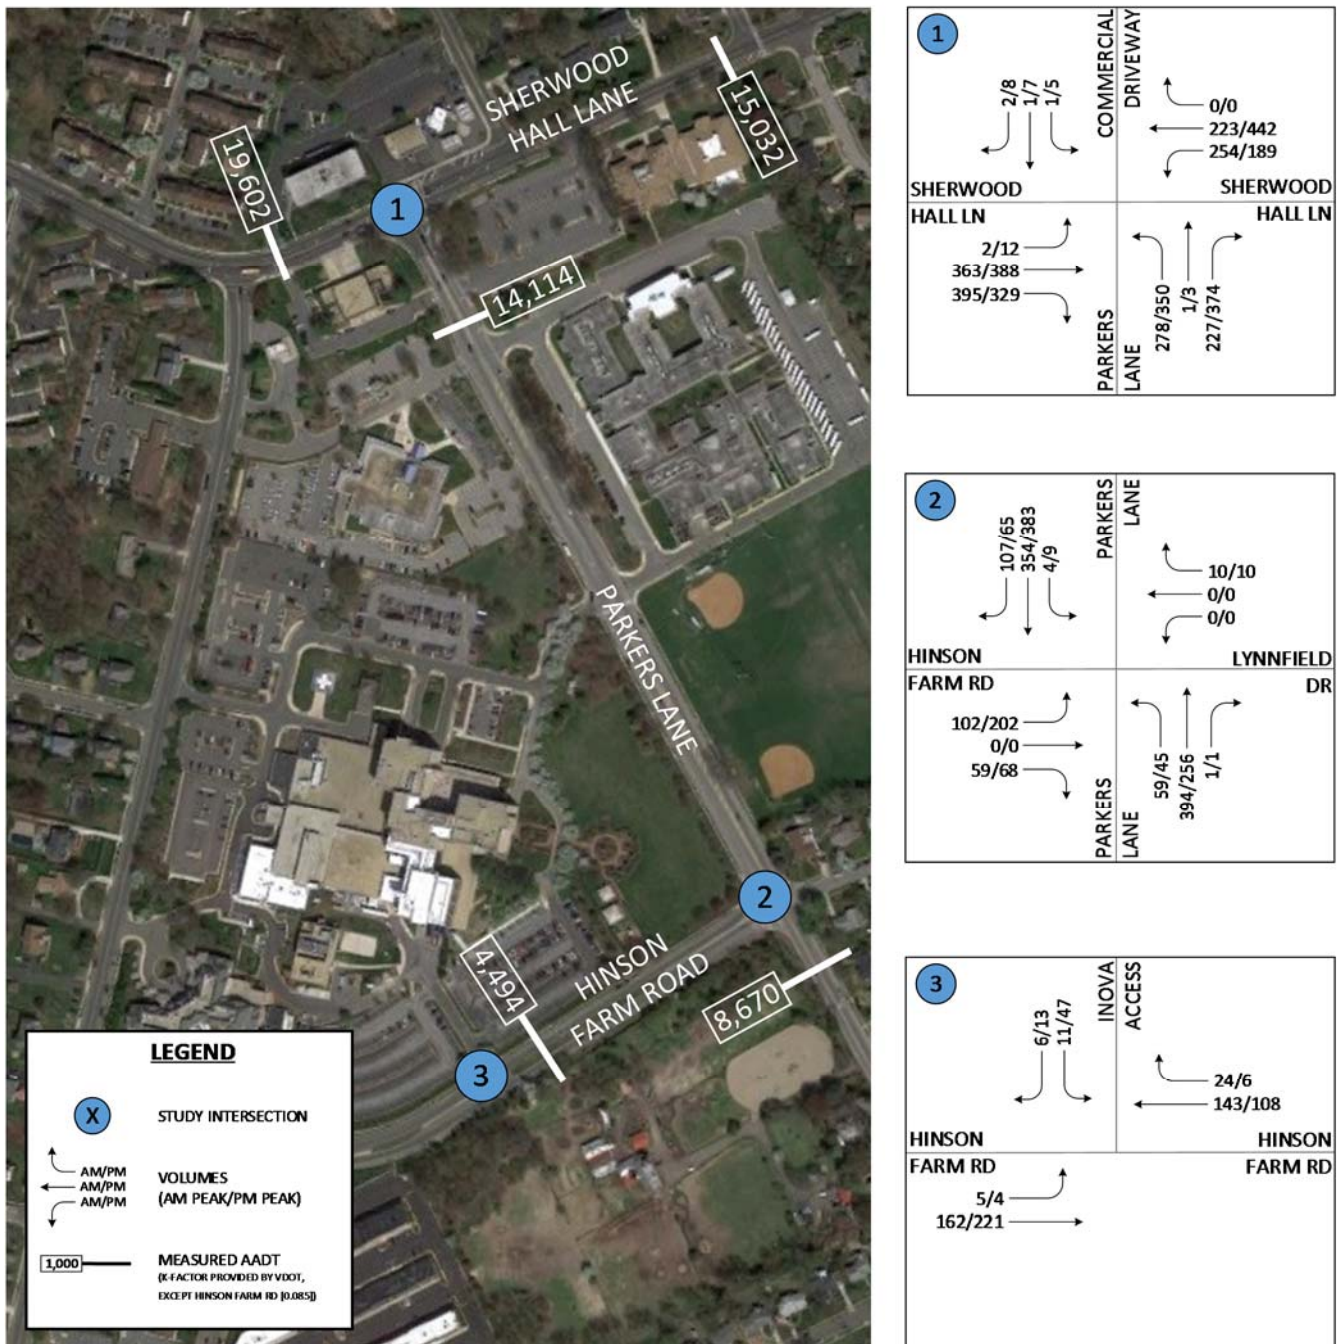 SHERWOOD
HALL LANE
15,032
19,602
1
14,114
PARKERS LANE
2
HINSON
FARM ROAD
4,494
8,670
3
LEGEND
X
STUDY INTERSECTION
AM/PM
AM/PM
AM/PM
VOLUMES
(AM PEAK/PM PEAK)
1,000
MEASURED AADT
(K-FACTOR PROVIDED BY VDOT,
EXCEPT HINSON FARM RD [0.085])
1
2/8
1/7
1/5
COMMERCIAL
DRIVEWAY
0/0
223/442
254/189
SHERWOOD
SHERWOOD
HALL LN
HALL LN
2/12
363/388
395/329
PARKERS
LANE
278/350
1/3
227/374
2
107/65
354/383
4/9
PARKERS
LANE
10/10
0/0
0/0
HINSON
LYNNFIELD
FARM RD
DR
102/202
0/0
59/68
PARKERS
LANE
59/45
394/256
1/1
3
6/13
11/47
INOVA
ACCESS
24/6
143/108
HINSON
HINSON
FARM RD
FARM RD
5/4
162/221